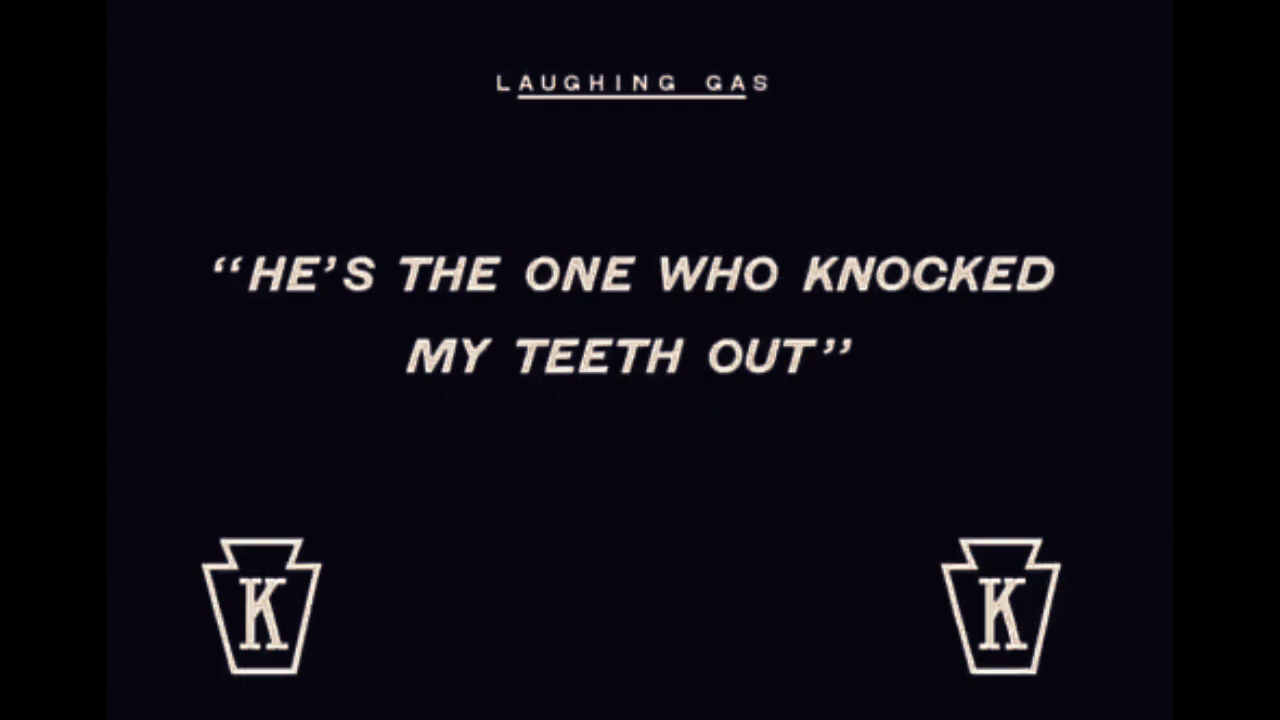 LAUGHING GAS
“HE’S THE ONE WHO KNOCKED
MY TEETH OUT”
K K